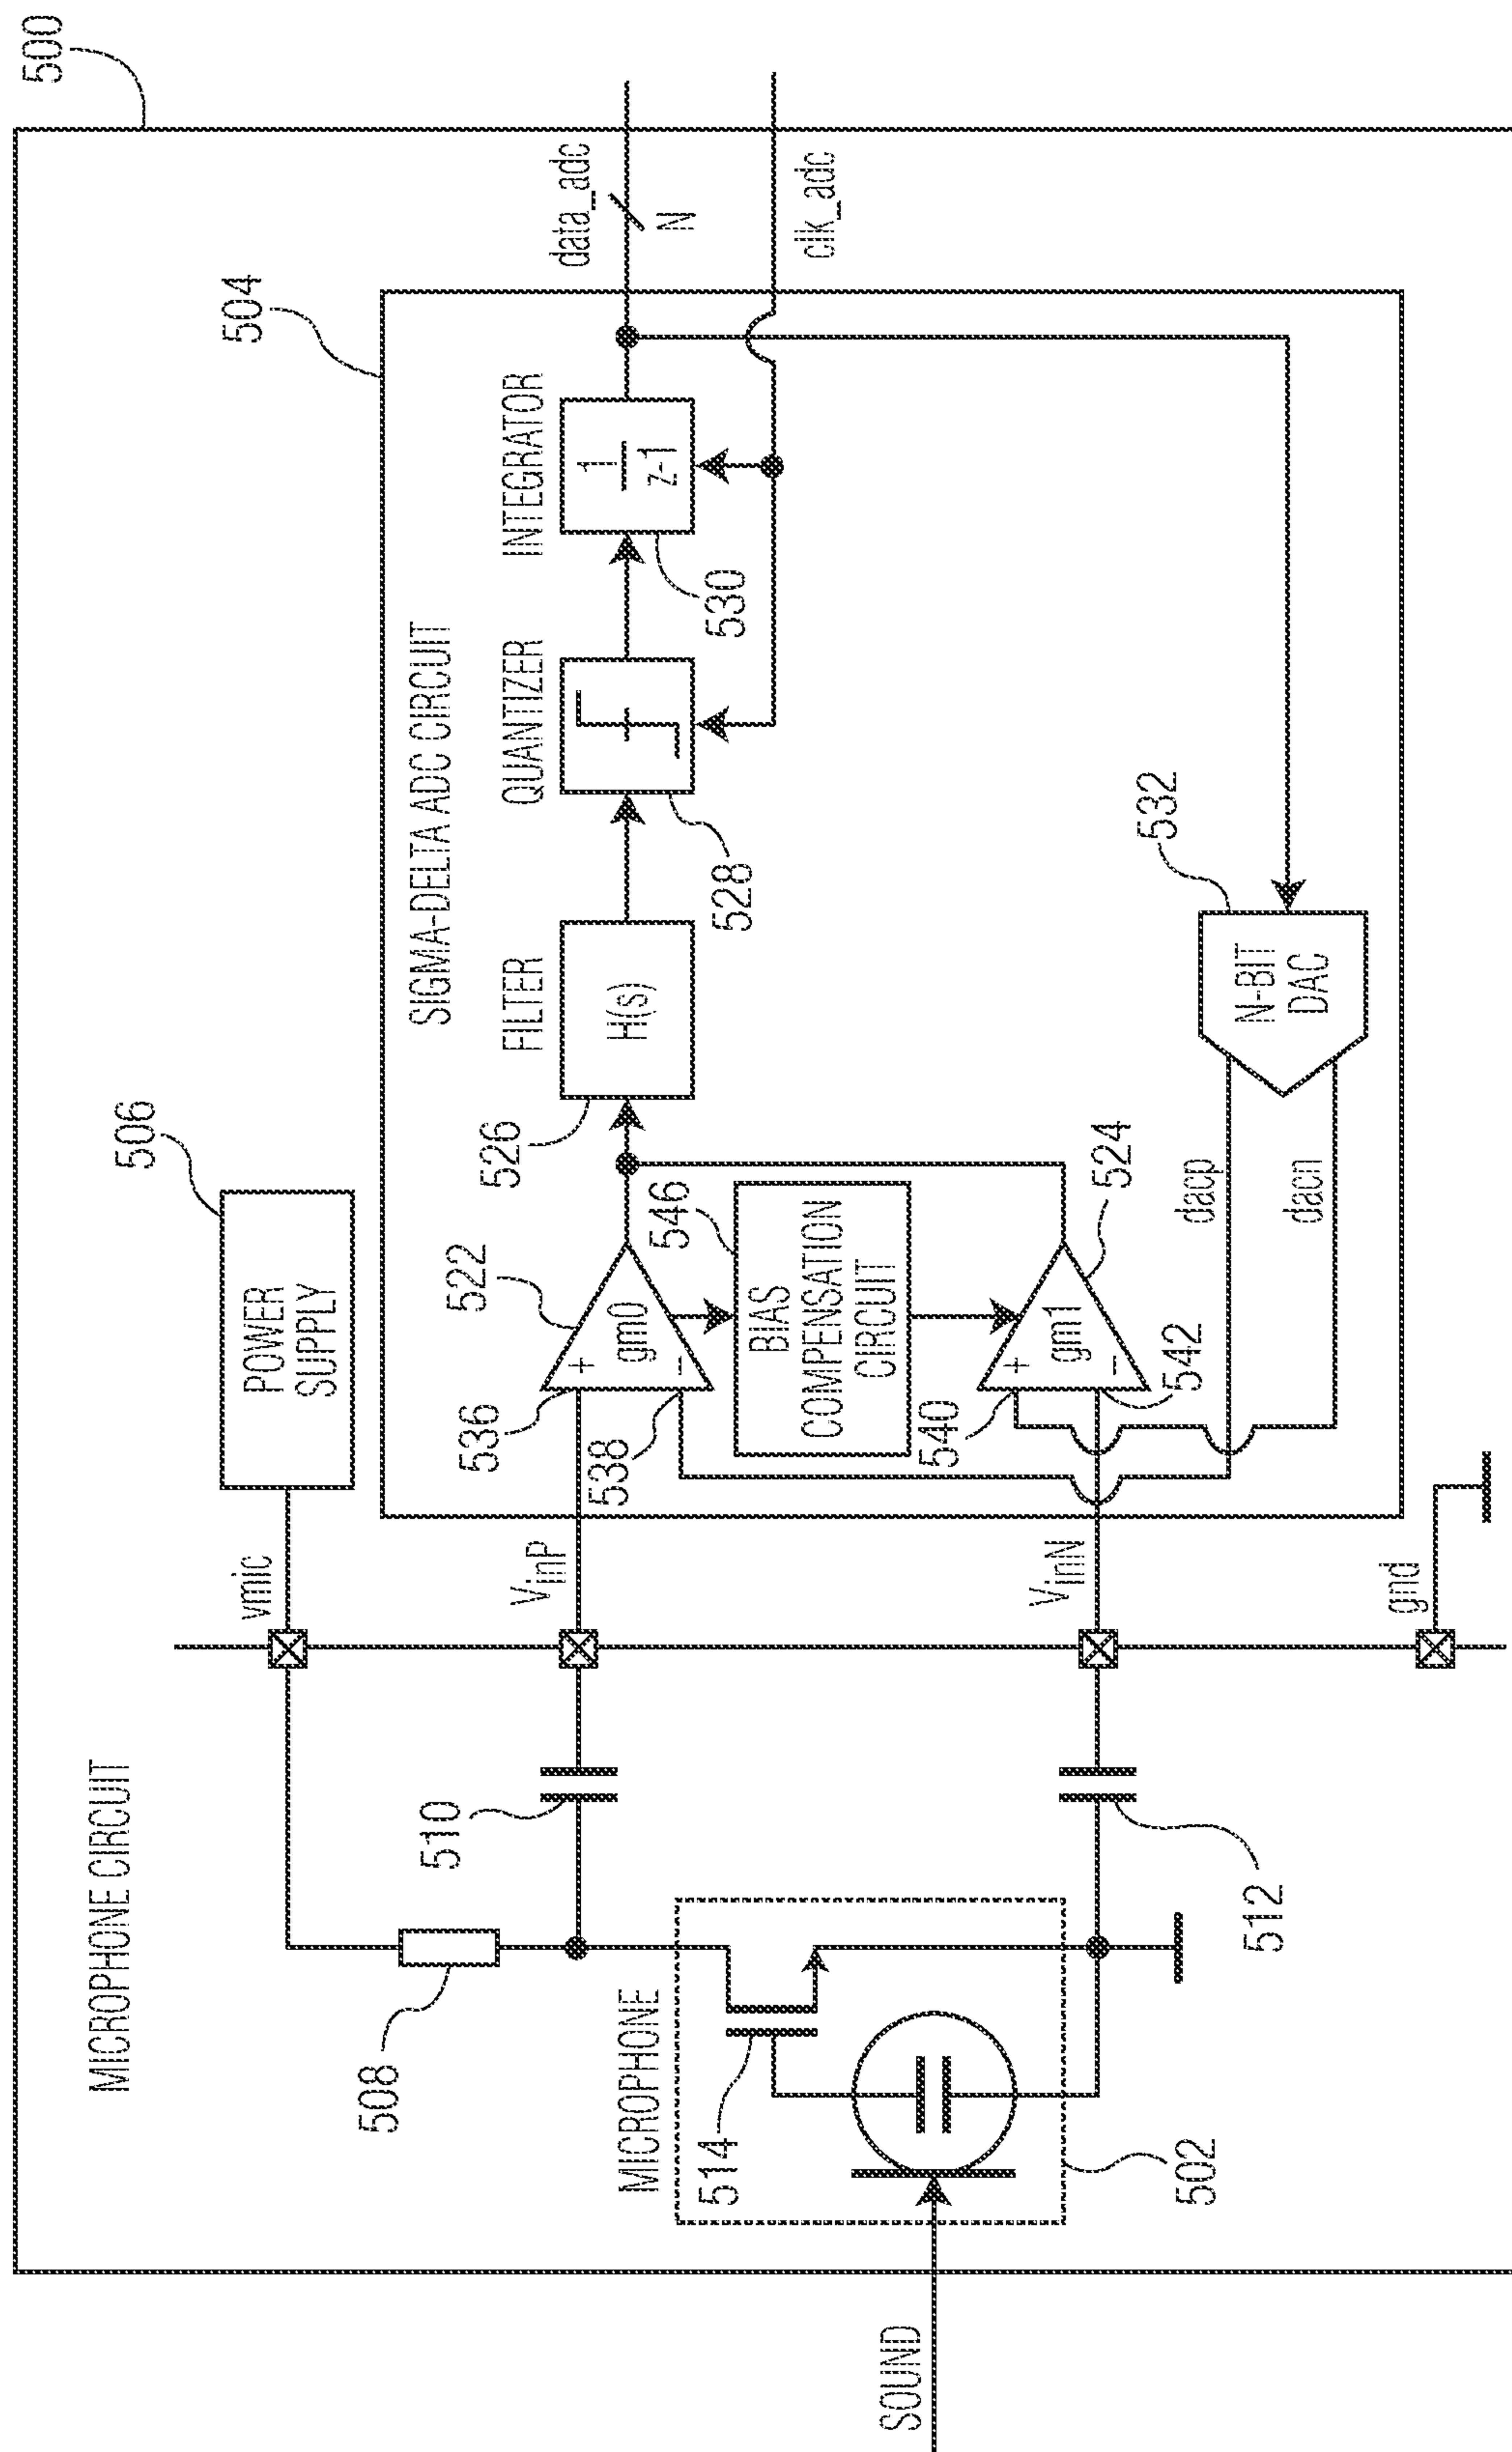 500
MICROPHONE CIRCUIT
506
POWER
SUPPLY
vmic
504
SIGMA-DELTA ADC CIRCUIT
508
510
522
526
FILTER
QUANTIZER
INTEGRATOR
data_adc
V_inP
536
+
gm0
−
538
H(s)
528
1
z-1
530
N
clk_adc
MICROPHONE
514
546
BIAS
COMPENSATION
CIRCUIT
SOUND
540
+
gm1
−
542
524
V_inN
502
512
532
dacp
dacn
N-BIT
DAC
gnd